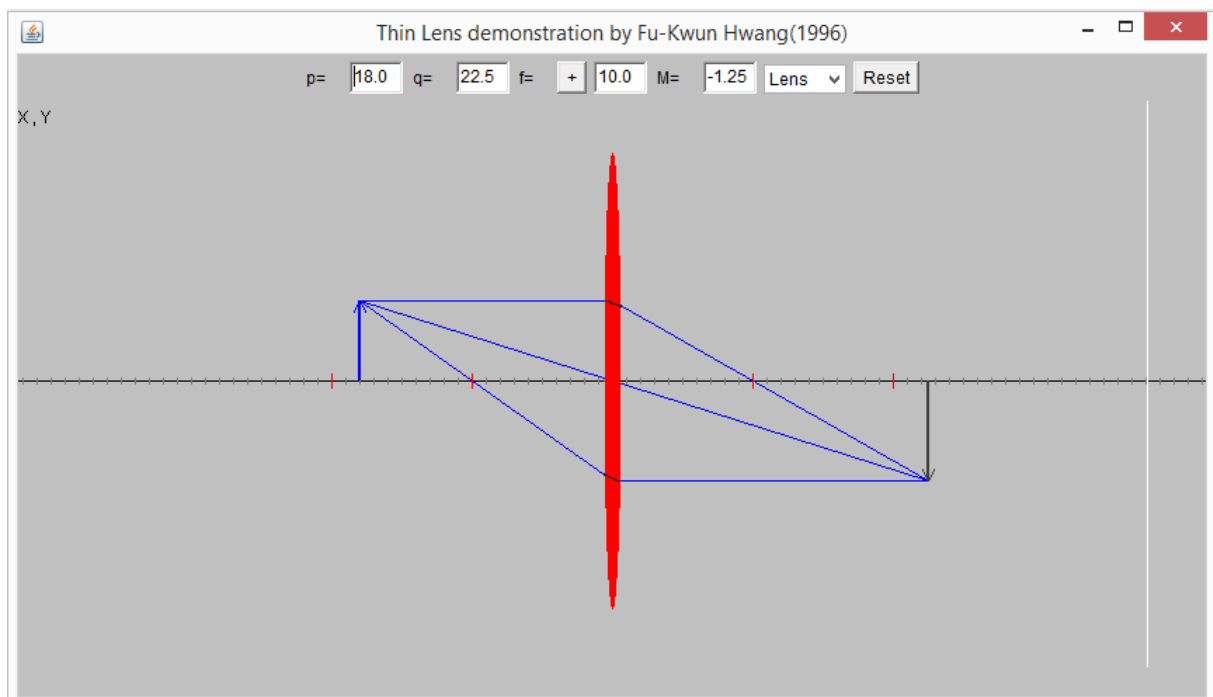 Thin Lens demonstration by Fu-Kwun Hwang(1996)
p= 18.0 q= 22.5 f= + 10.0 M= -1.25 Lens Reset
X,Y